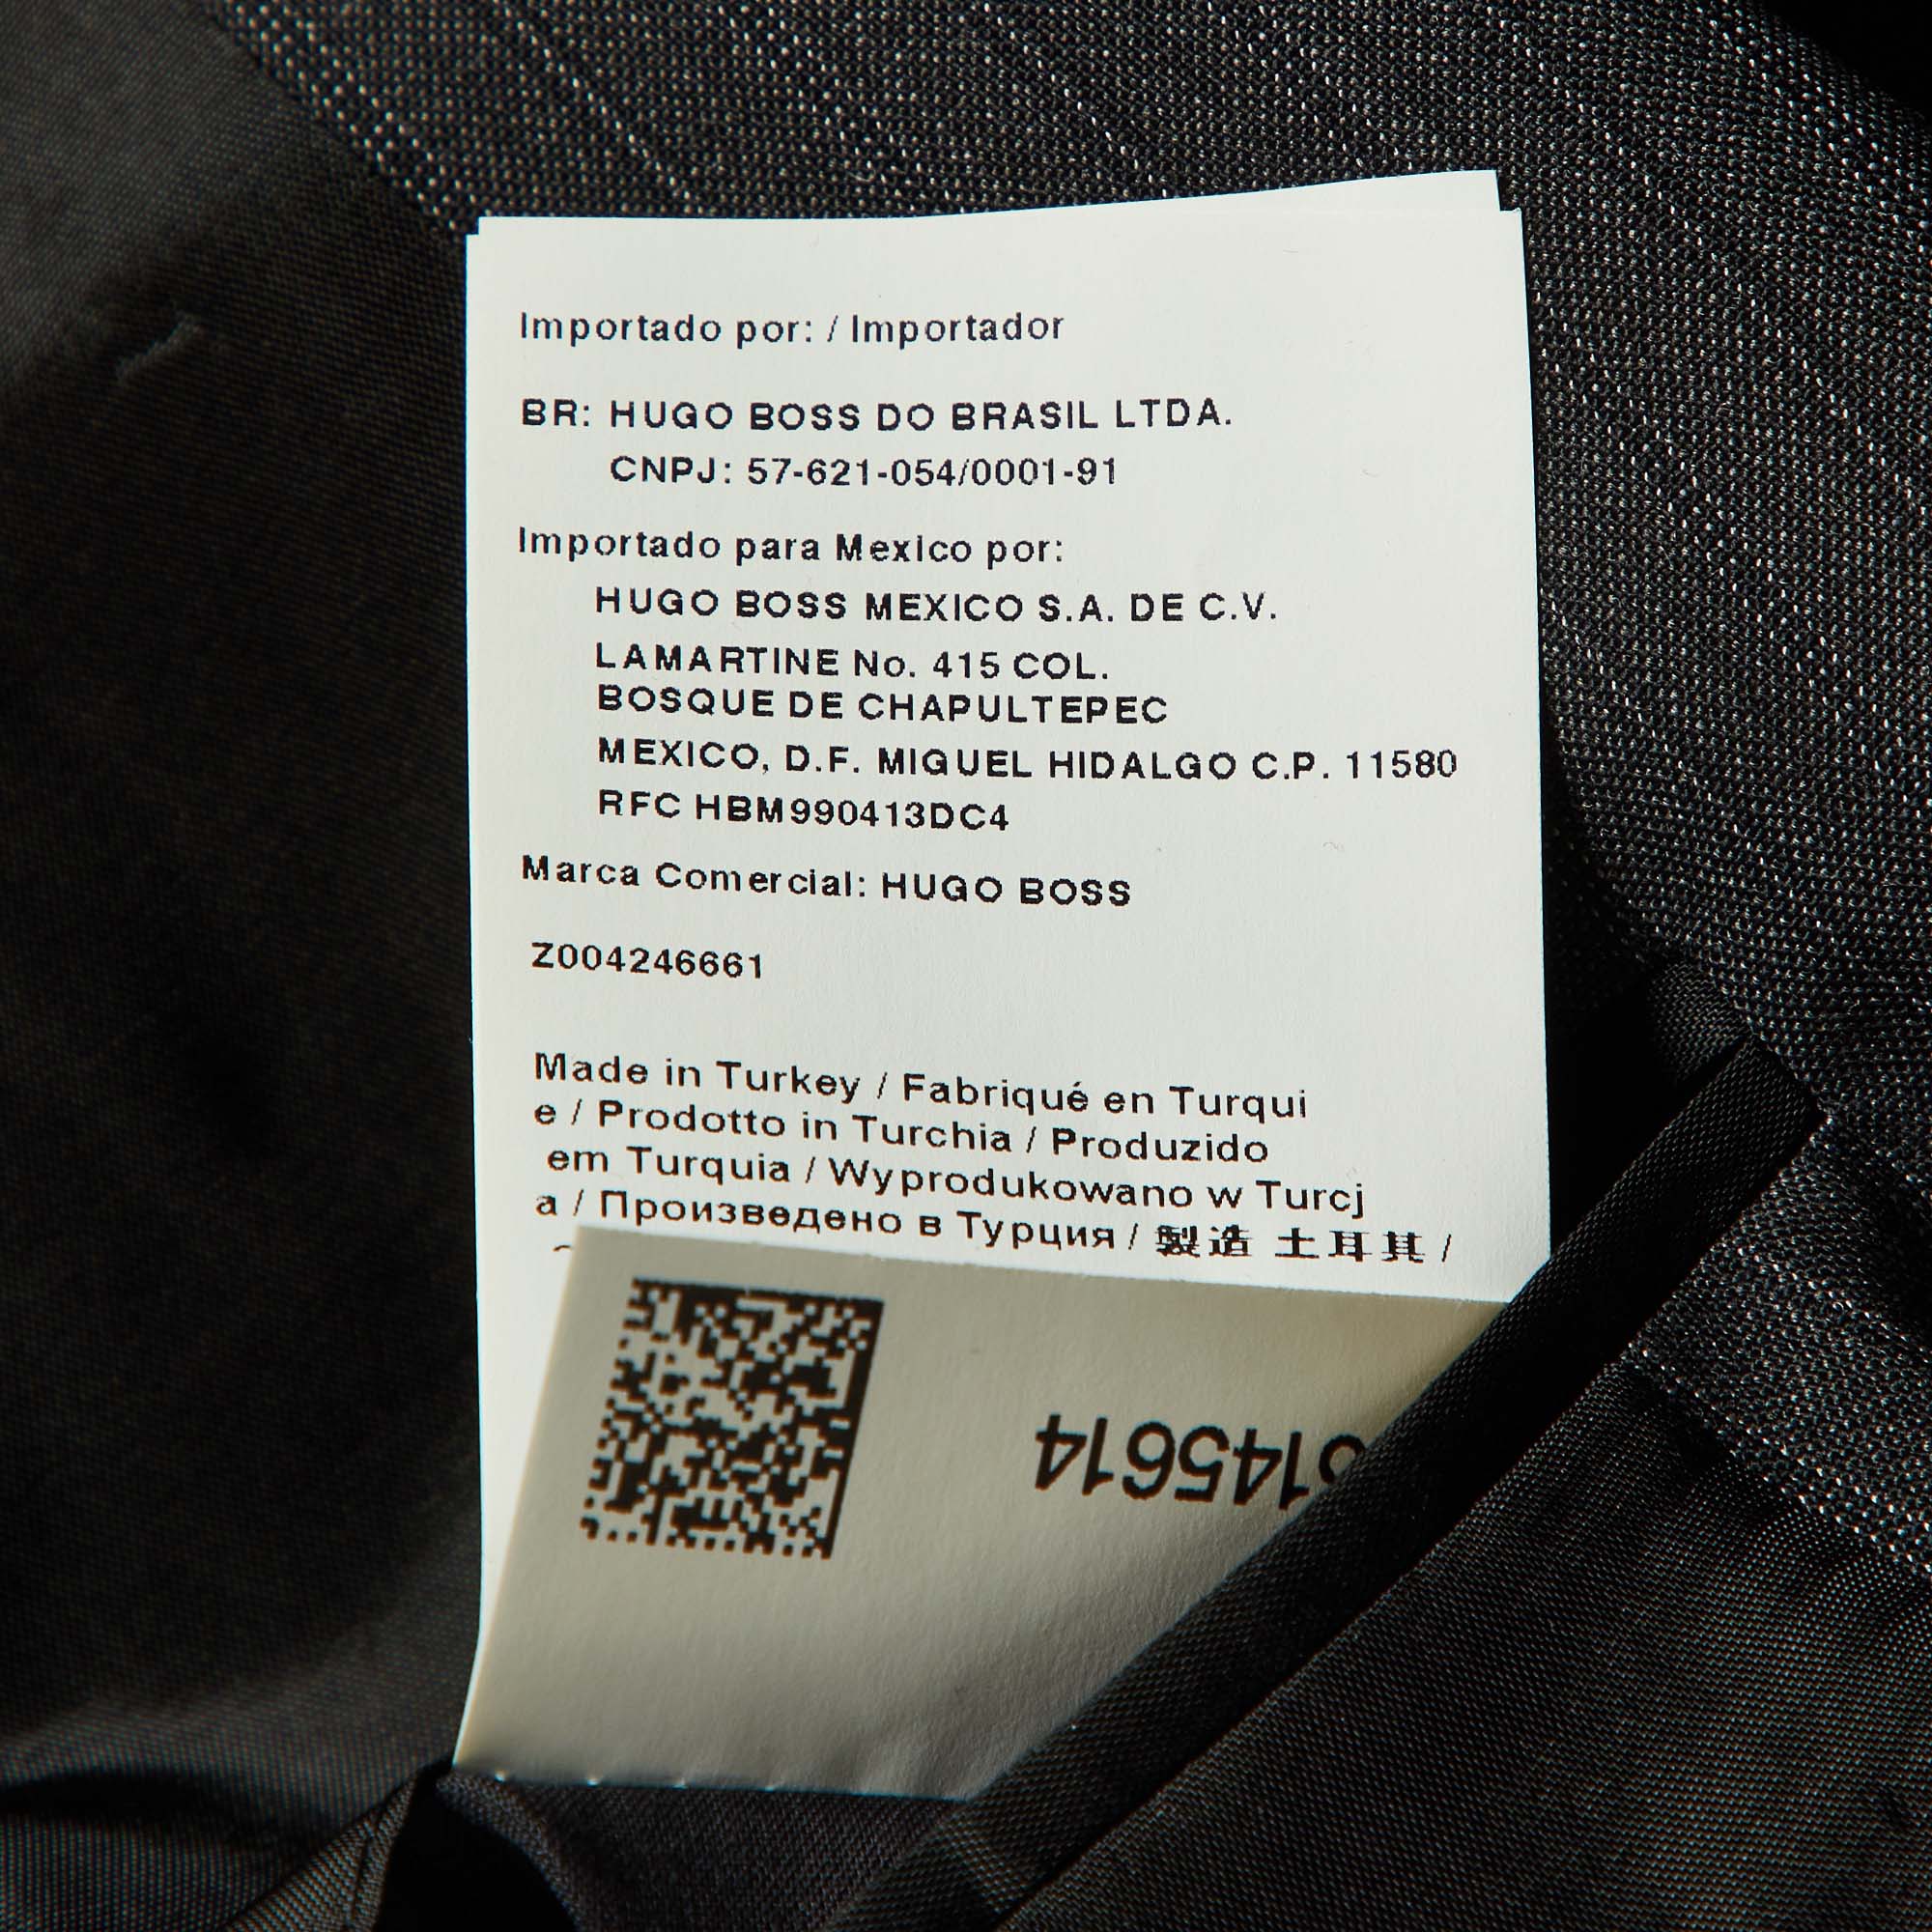 Importado por: / Importador
BR: HUGO BOSS DO BRASIL LTDA.
CNPJ: 57-621-054/0001-91
Importado para Mexico por:
HUGO BOSS MEXICO S.A. DE C.V.
LAMARTINE No. 415 COL.
BOSQUE DE CHAPULTEPEC
MEXICO, D.F. MIGUEL HIDALGO C.P. 11580
RFC HBM990413DC4
Marca Comercial: HUGO BOSS
Z004246661
Made in Turkey / Fabriqué en Turqui
e / Prodotto in Turchia / Produzido
em Turquia / Wyprodukowano w Turcj
a / Произведено в Турция / 製造 土耳其 /